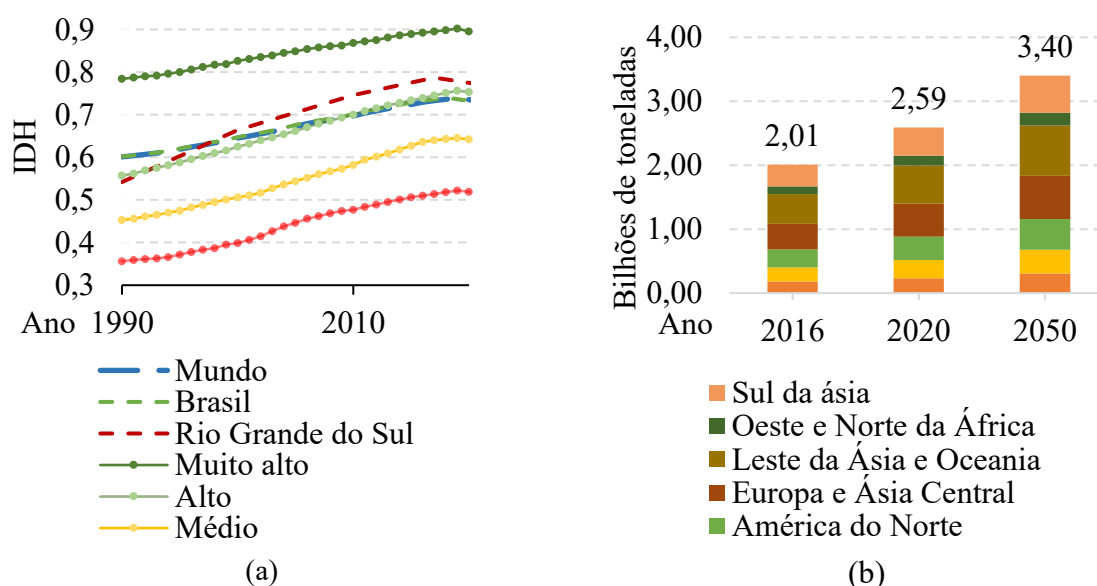 IDH
0,9
0,8
0,7
0,6
0,5
0,4
0,3
Ano 1990 2010
Mundo
Brasil
Rio Grande do Sul
Muito alto
Alto
Médio
(a)
Bilhões de toneladas
4,00
3,00
2,00
1,00
0,00
2,01
2,59
3,40
Ano 2016 2020 2050
Sul da ásia
Oeste e Norte da África
Leste da Ásia e Oceania
Europa e Ásia Central
América do Norte
(b)